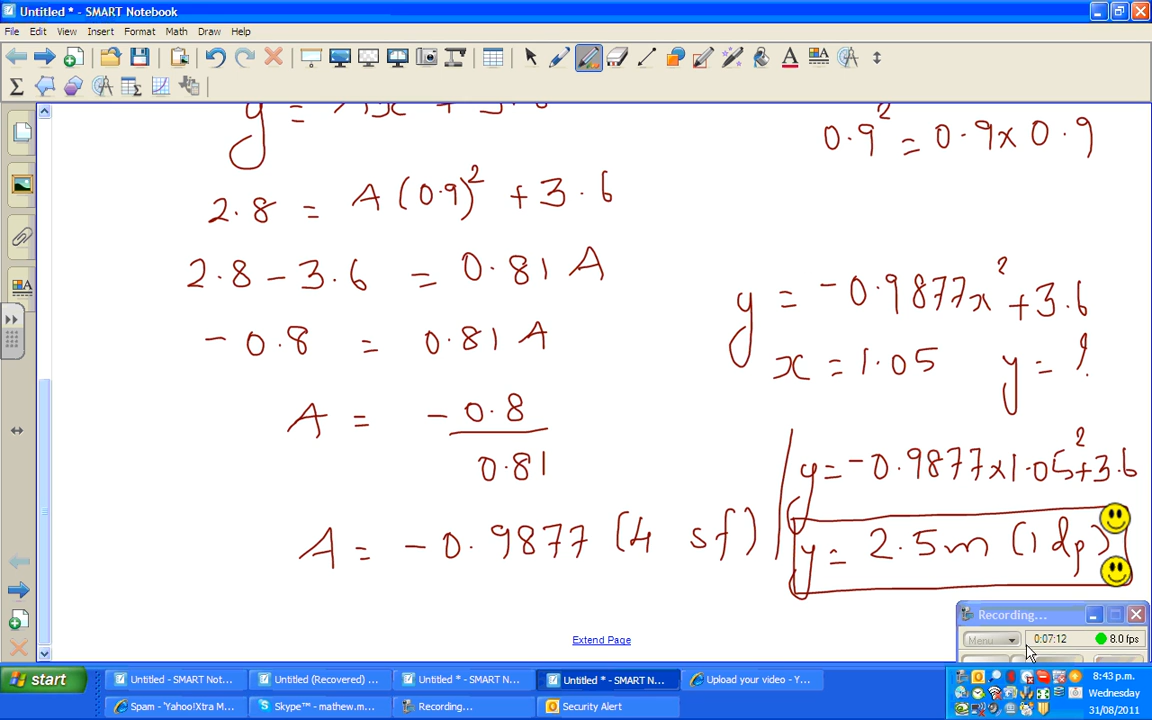 Untitled * - SMART Notebook
File Edit View Insert Format Math Draw Help
2.8 = A (0.9)² + 3.6
2.8 - 3.6 = 0.81 A
-0.8 = 0.81 A
A = -0.8
0.81
A = -0.9877 (4 sf)
0.9² = 0.9 x 0.9
y = -0.9877x² + 3.6
x = 1.05 y = ?
y = -0.9877 x 1.05² + 3.6
y = 2.5m (1 dp)
Extend Page
Recording...
Menu 0:07:12 8.0 fps
start
Untitled - SMART Not...
Untitled (Recovered) ...
Untitled * - SMART N...
Untitled * - SMART N...
Upload your video - Y...
Spam - 'Yahoo!Xtra M...
Skype™ - mathew.m...
Recording...
Security Alert
8:43 p.m.
Wednesday
31/08/2011